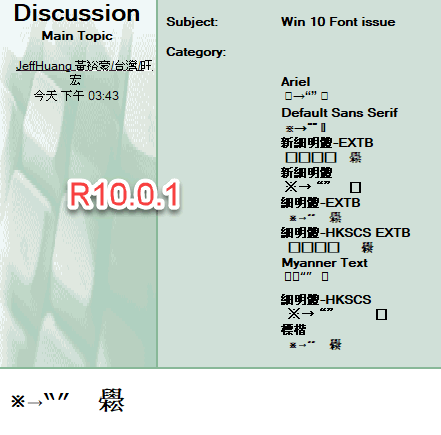 Discussion
Main Topic
JeffHuang
今天 下午 03:43
R10.0.1
Subject: Win 10 Font issue
Category:
Ariel
□→“” □
Default Sans Serif
※→
新細明體-EXTB
□□□□
新細明體
※→ “” □
細明體-EXTB
※→
細明體-HKSCS EXTB
□□□□
Myanner Text
□□“” □
細明體-HKSCS
※→ “” □
標楷
※→
※→